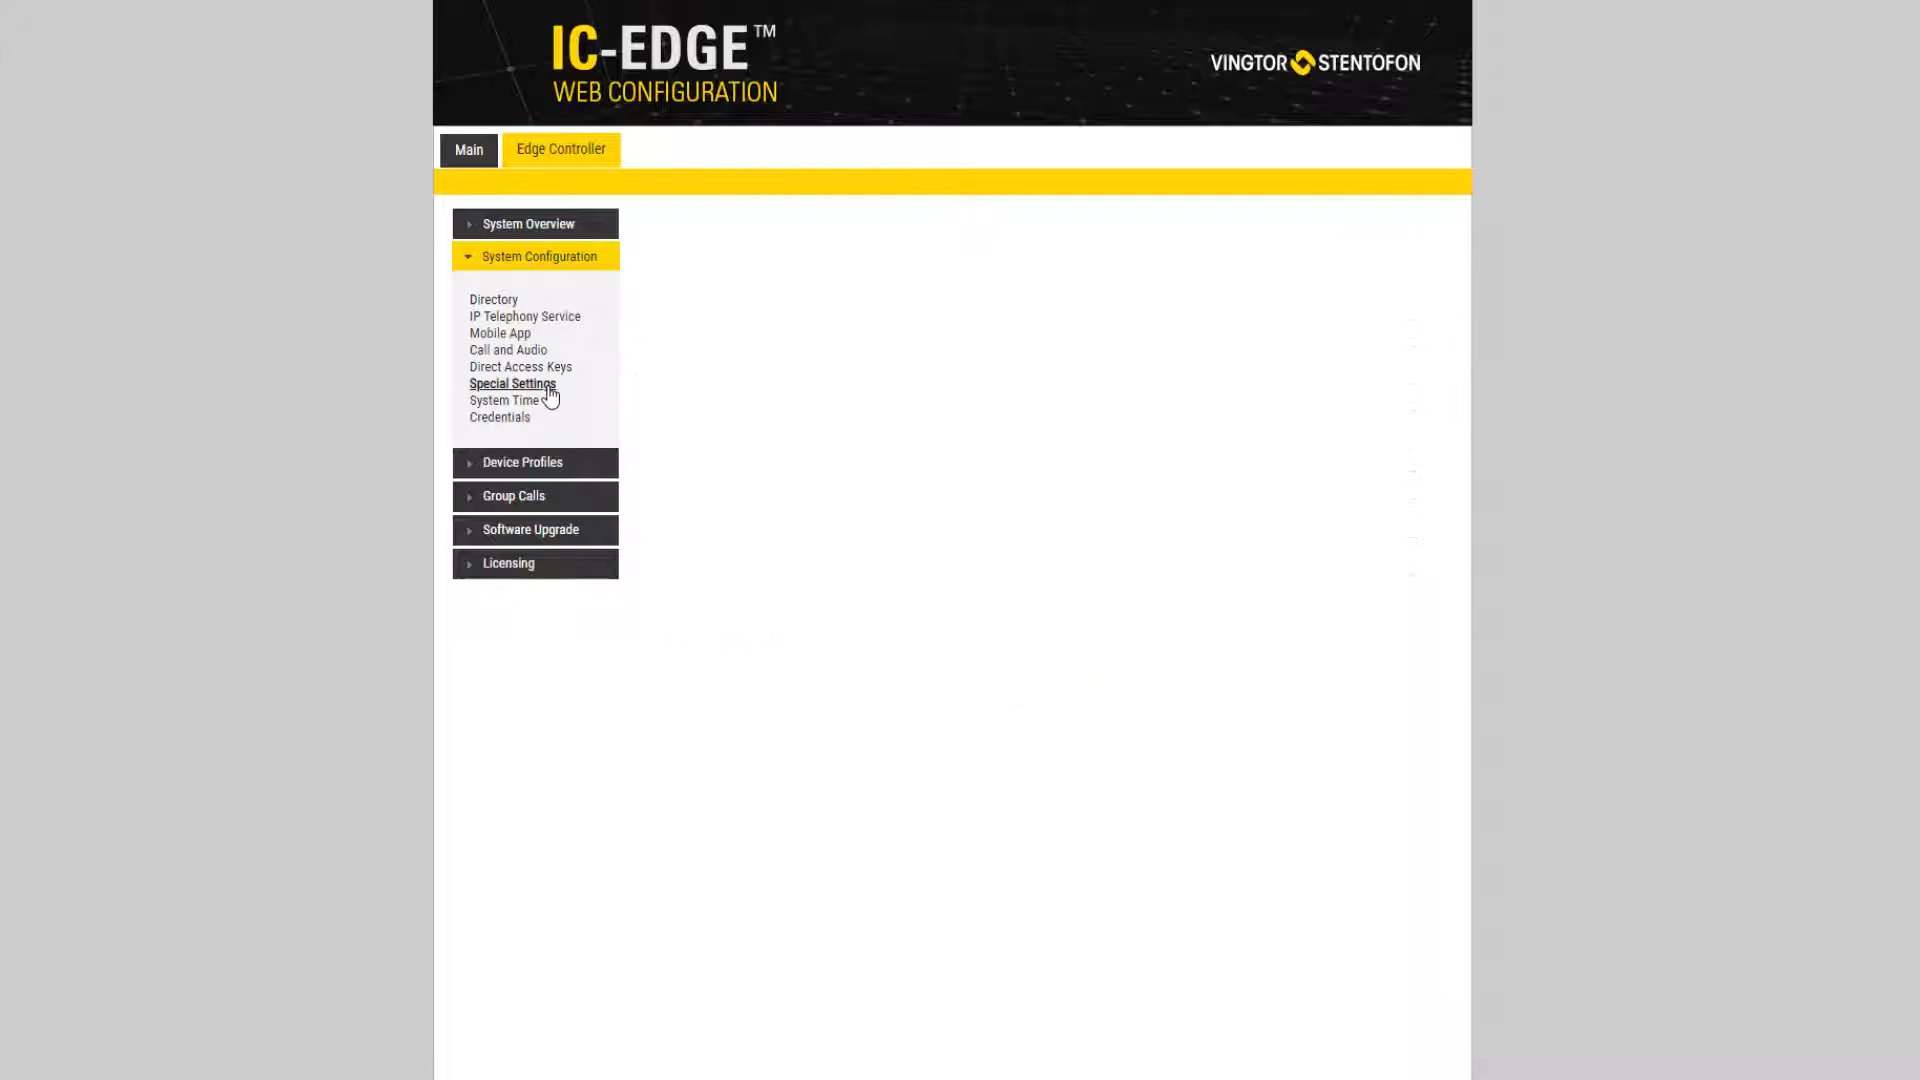 IC-EDGE™
WEB CONFIGURATION
VINGTOR STENTOFON
Main
Edge Controller
System Overview
System Configuration
Directory
IP Telephony Service
Mobile App
Call and Audio
Direct Access Keys
Special Settings
System Time
Credentials
Device Profiles
Group Calls
Software Upgrade
Licensing